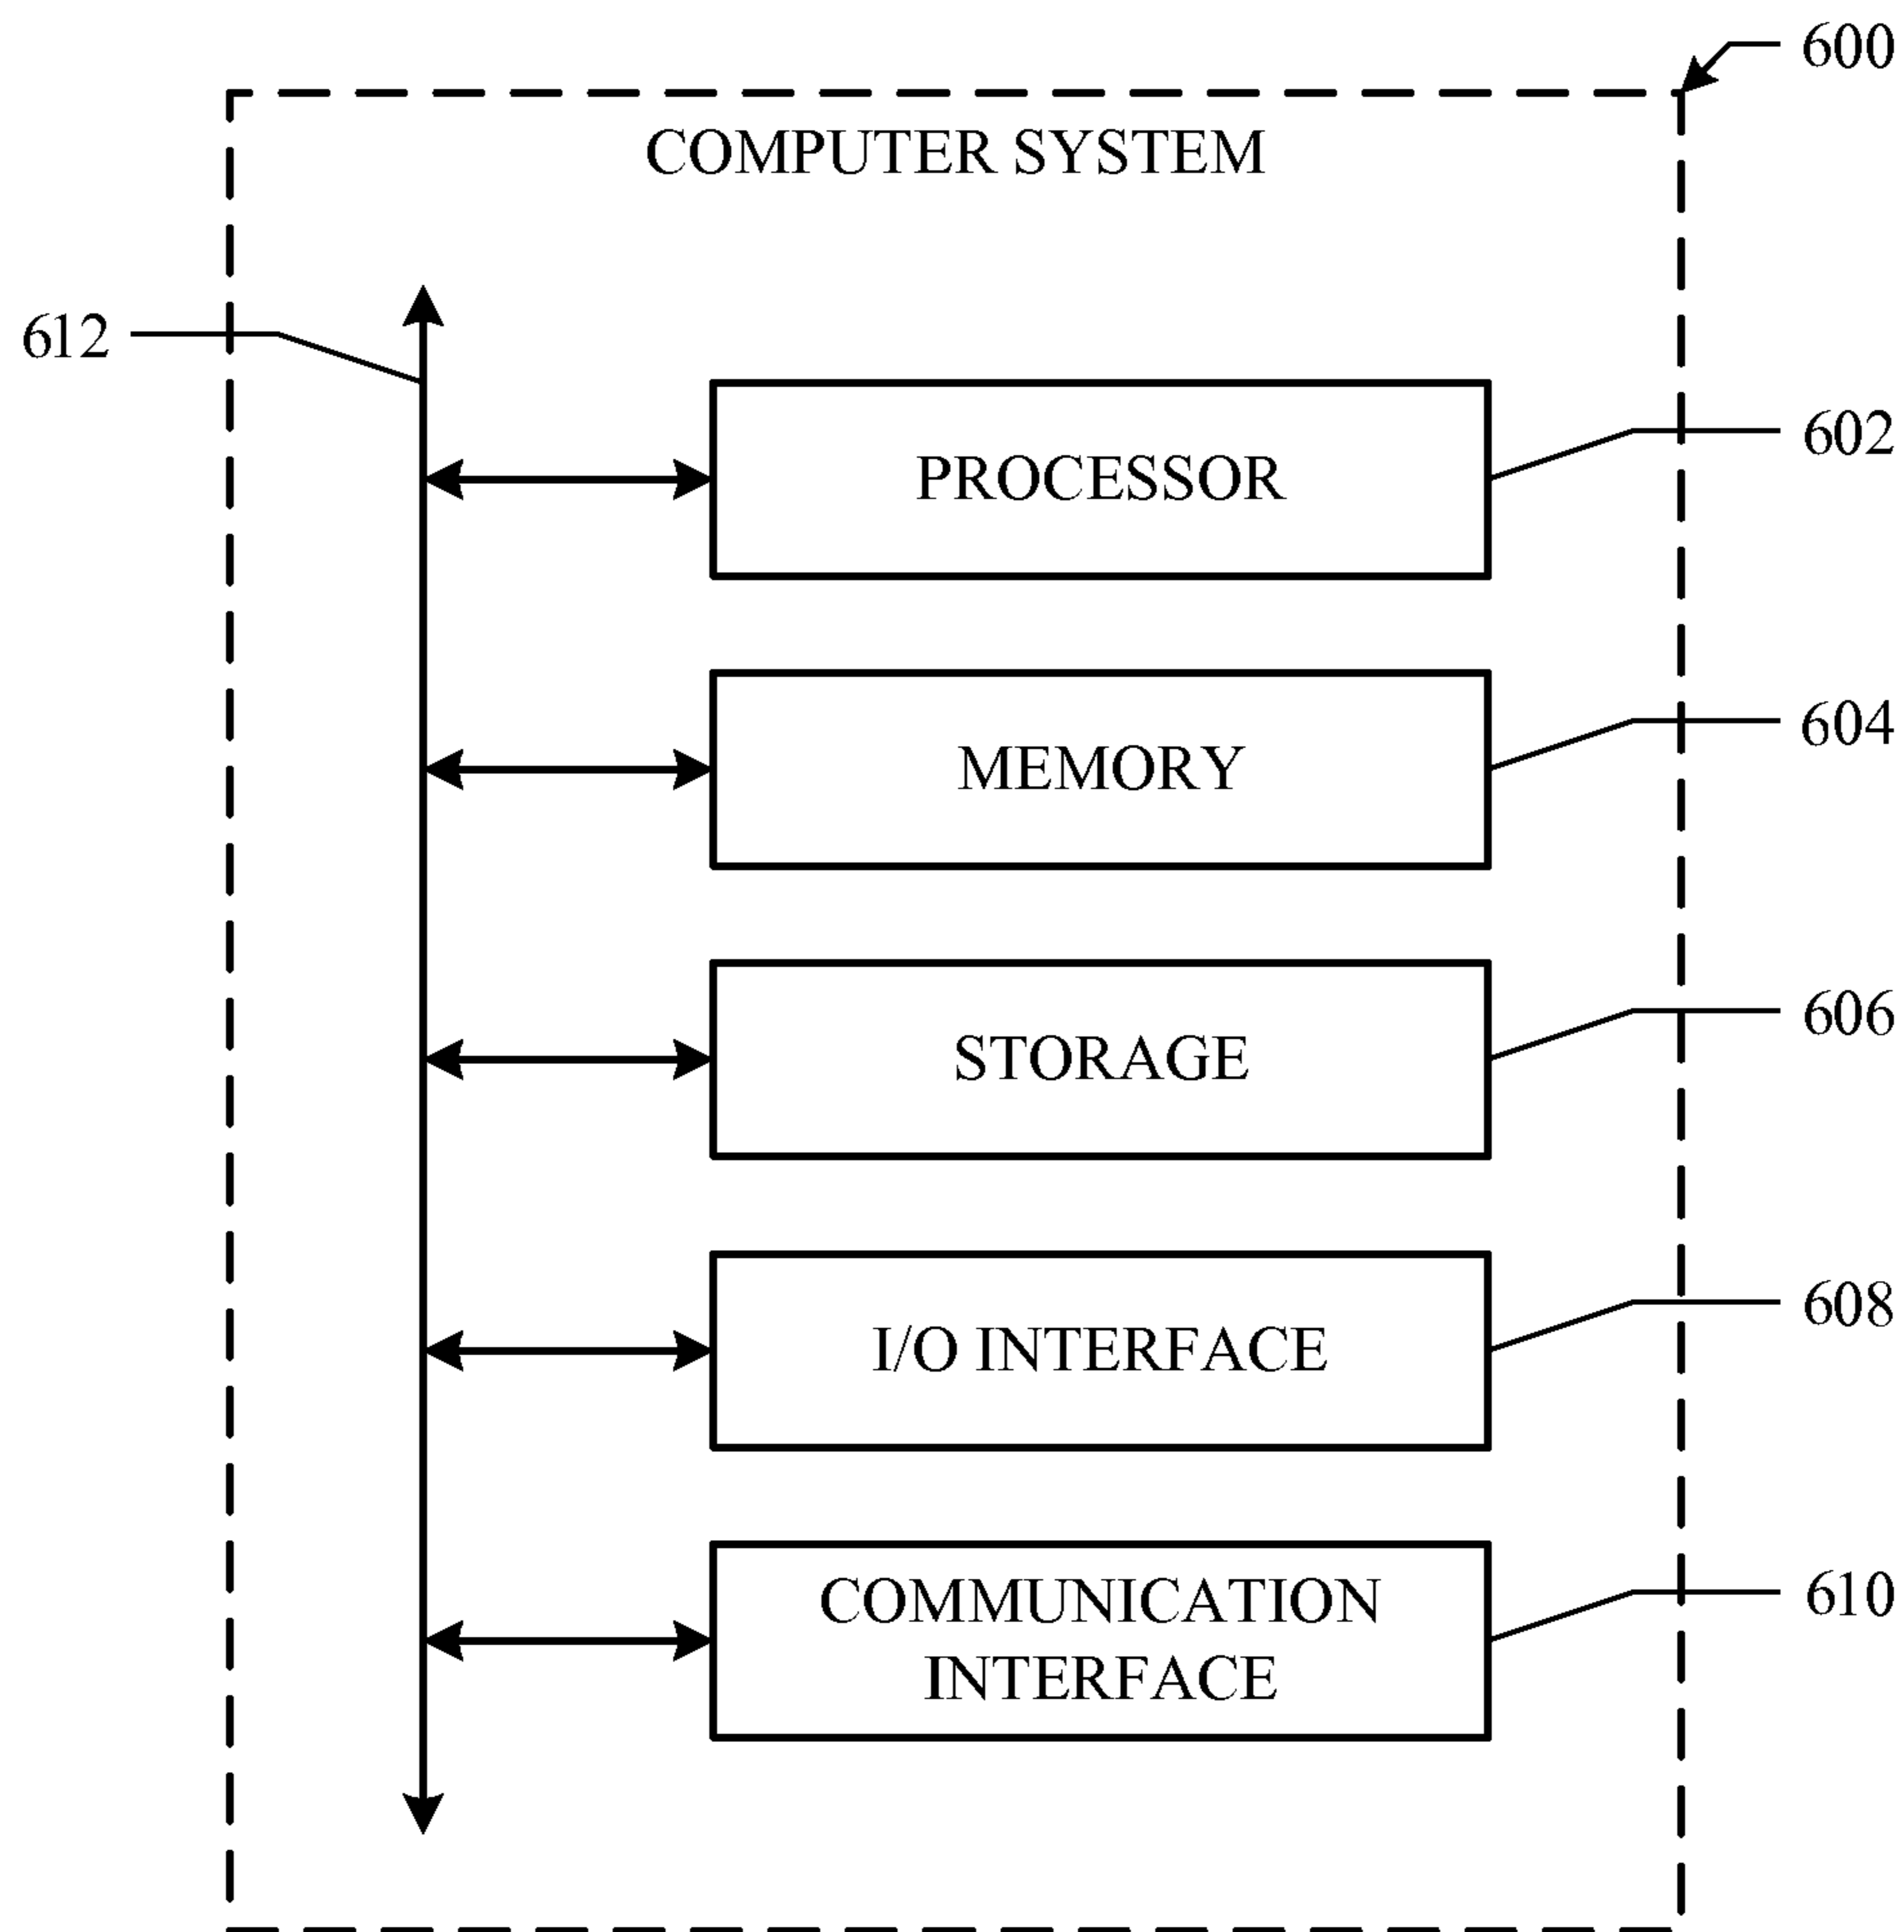 600
COMPUTER SYSTEM
612
602
PROCESSOR
604
MEMORY
606
STORAGE
608
I/O INTERFACE
610
COMMUNICATION
INTERFACE